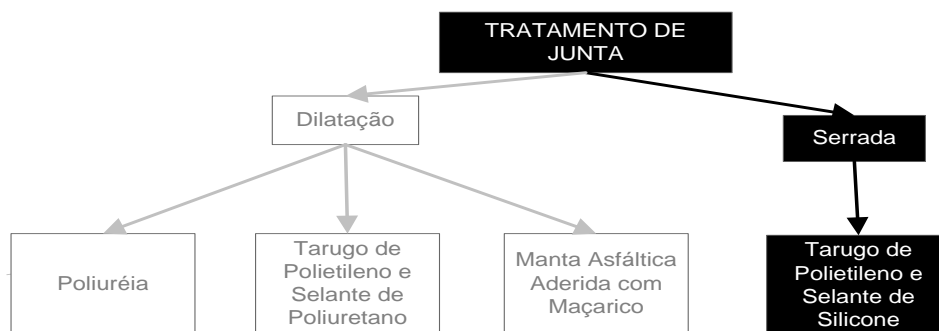 TRATAMENTO DE
JUNTA
Dilatação
Serrada
Poliuréia
Tarugo de
Polietileno e
Selante de
Poliuretano
Manta Asfáltica
Aderida com
Maçarico
Tarugo de
Polietileno e
Selante de
Silicone